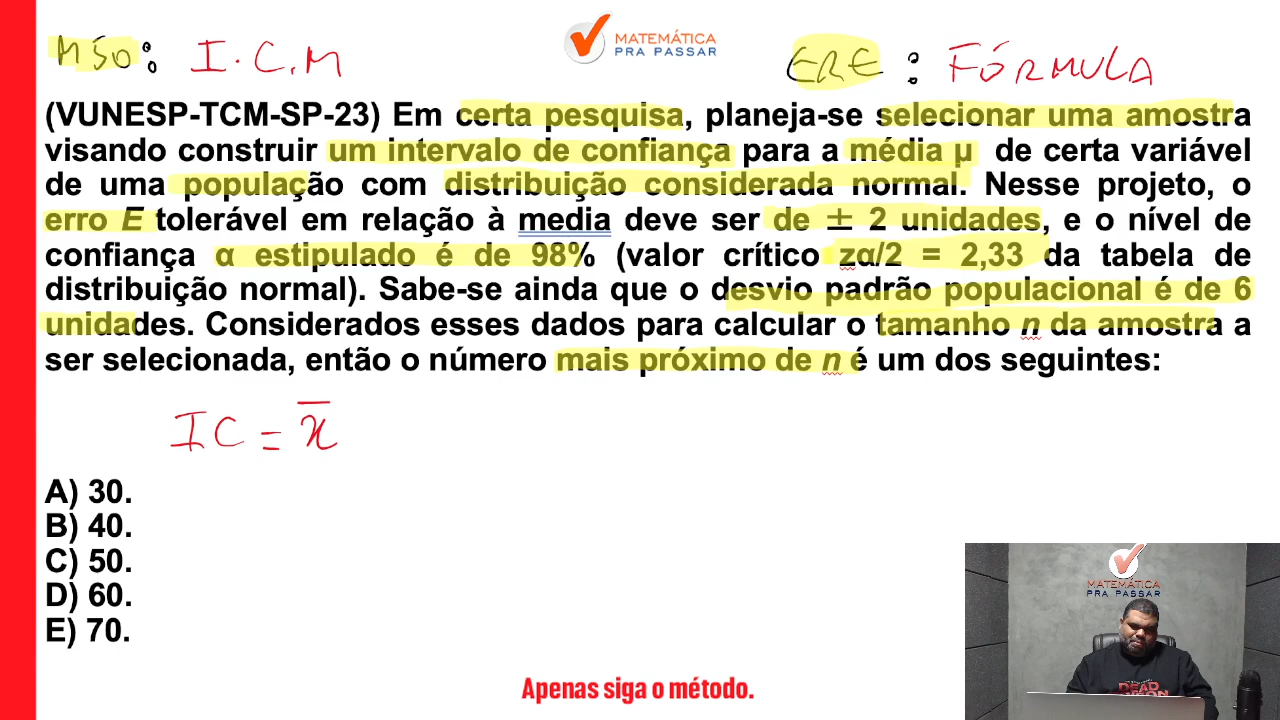 MSO: I.C.M
MATEMÁTICA
PRA PASSAR
ERE: FÓRMULA
(VUNESP-TCM-SP-23) Em certa pesquisa, planeja-se selecionar uma amostra
visando construir um intervalo de confiança para a média μ de certa variável
de uma população com distribuição considerada normal. Nesse projeto, o
erro E tolerável em relação à media deve ser de ± 2 unidades, e o nível de
confiança α estipulado é de 98% (valor crítico zα/2 = 2,33 da tabela de
distribuição normal). Sabe-se ainda que o desvio padrão populacional é de 6
unidades. Considerados esses dados para calcular o tamanho n da amostra a
ser selecionada, então o número mais próximo de n é um dos seguintes:
IC = x̅
A) 30.
B) 40.
C) 50.
D) 60.
E) 70.
MATEMÁTICA
PRA PASSAR
DEAD
Apenas siga o método.